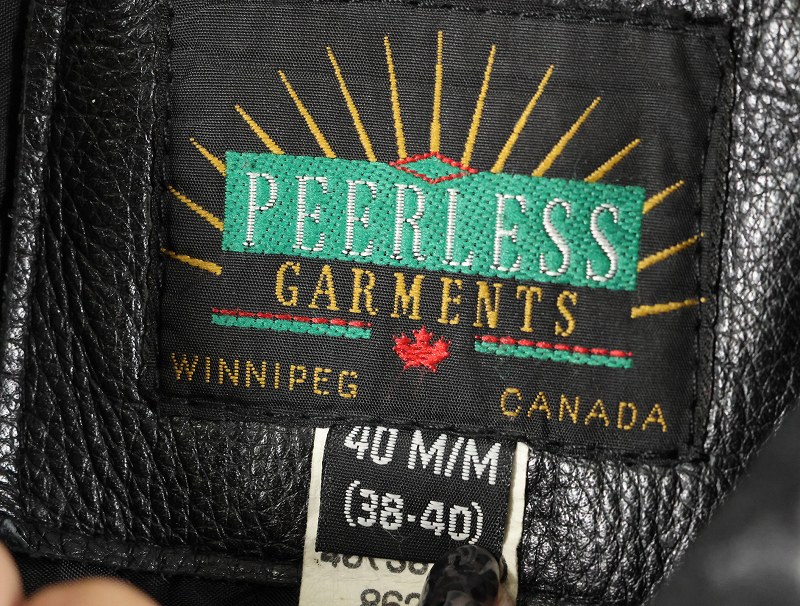 PEERLESS
GARMENTS
WINNIPEG
CANADA
40 M/M
(38-40)